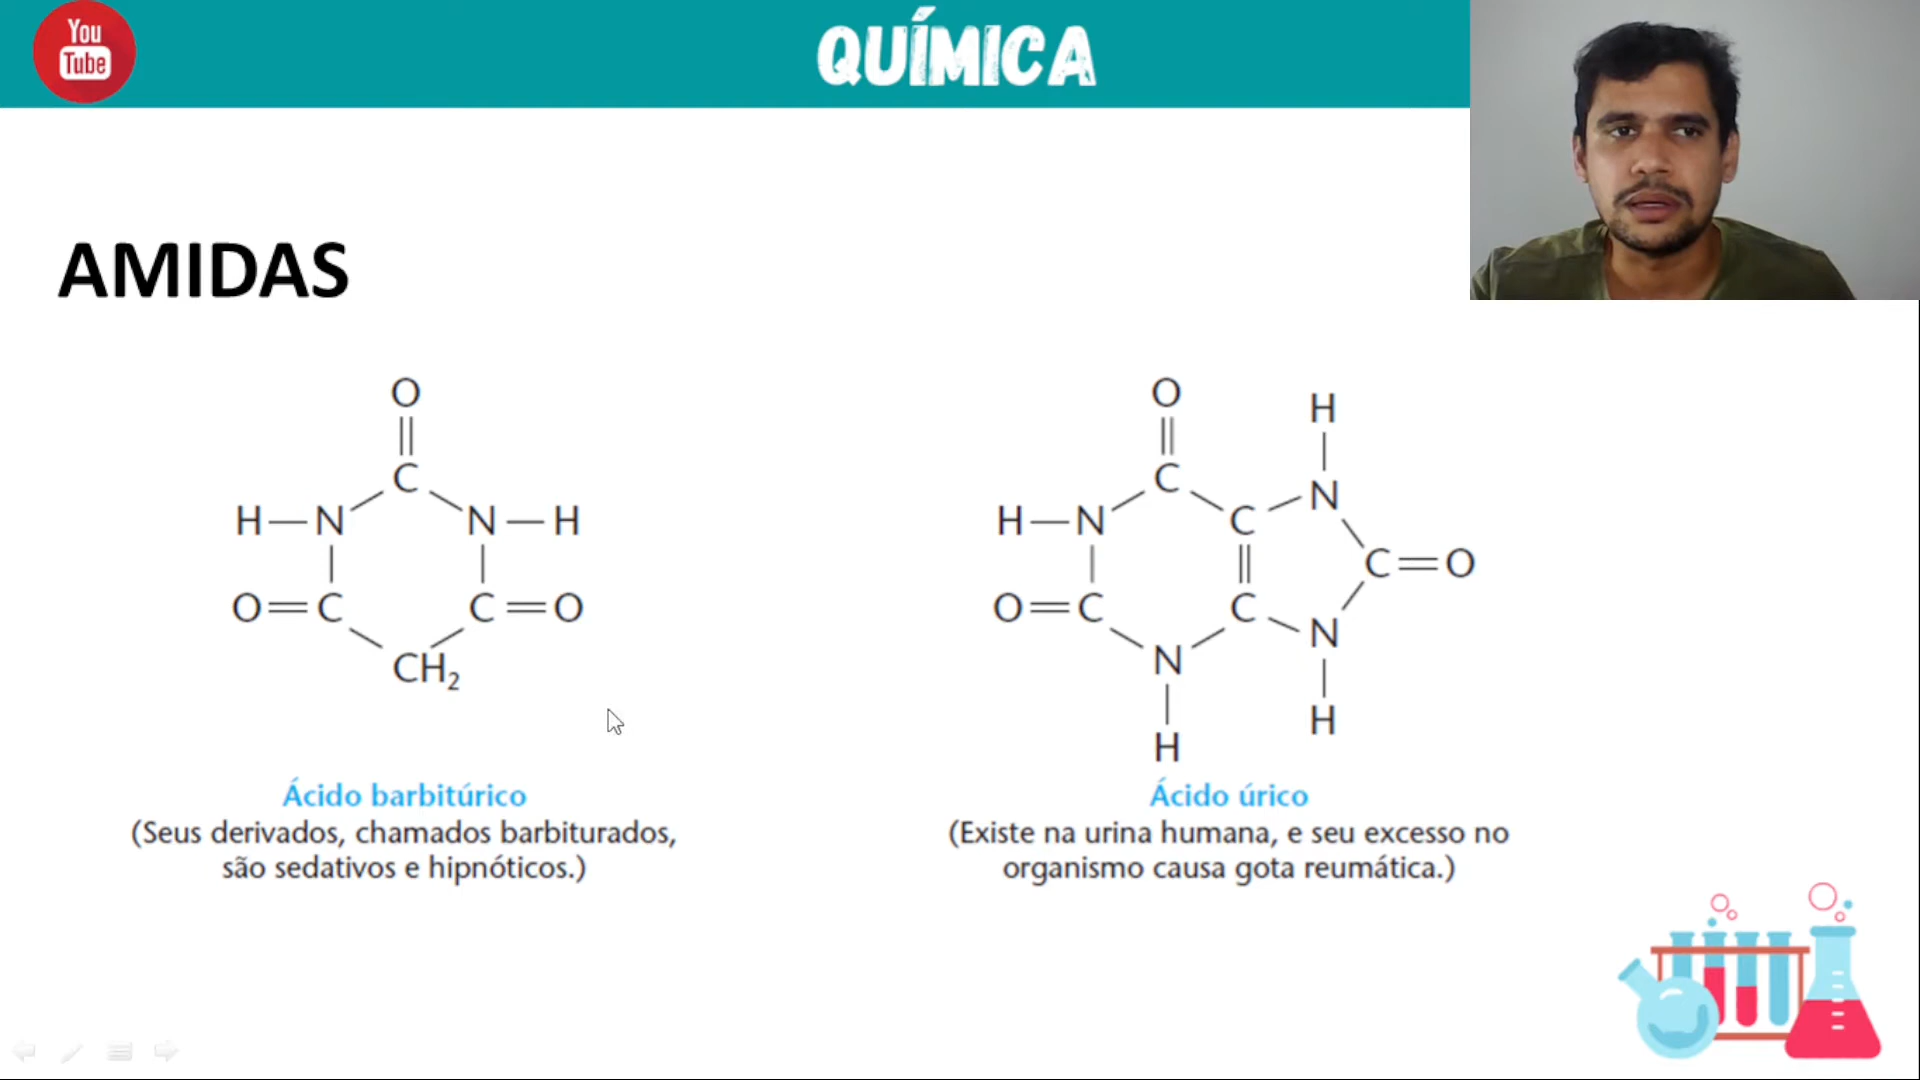 You
Tube
QUÍMICA
AMIDAS
O
C
H—N N—H
O=C C=O
CH₂
Ácido barbitúrico
(Seus derivados, chamados barbiturados,
são sedativos e hipnóticos.)
O H
C N
H—N C
C=O
O=C C
N N
H H
Ácido úrico
(Existe na urina humana, e seu excesso no
organismo causa gota reumática.)